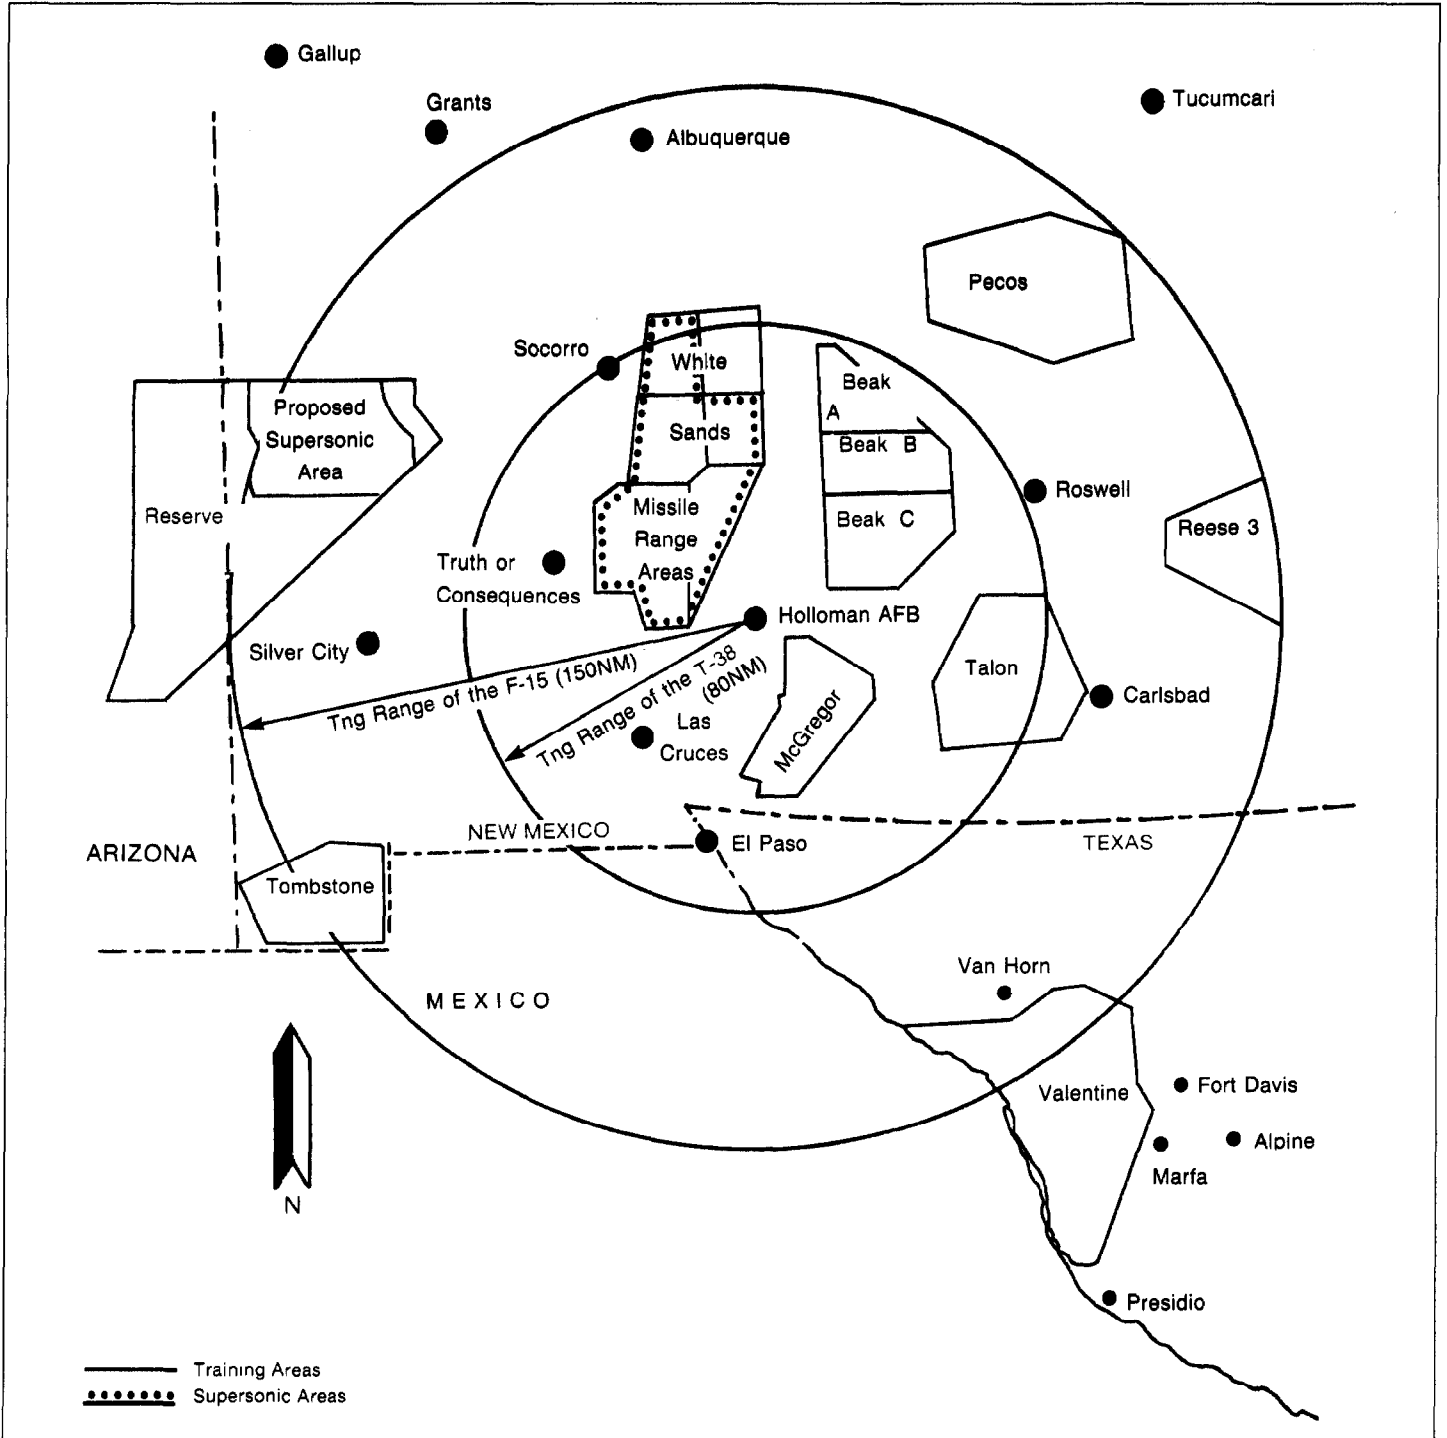 Gallup
Grants
Tucumcari
Albuquerque
Pecos
Socorro
White
Beak
A
Proposed
Supersonic
Area
Sands
Beak B
Reserve
Missile
Range
Areas
Beak C
Roswell
Reese 3
Truth or
Consequences
Holloman AFB
Silver City
Talon
Carlsbad
Tng Range of the F-15 (150NM)
Tng Range of the T-38
(80NM)
Las
Cruces
McGregor
NEW MEXICO
El Paso
TEXAS
ARIZONA
Tombstone
Van Horn
MEXICO
Valentine
Fort Davis
Alpine
Marfa
N
Presidio
Training Areas
Supersonic Areas